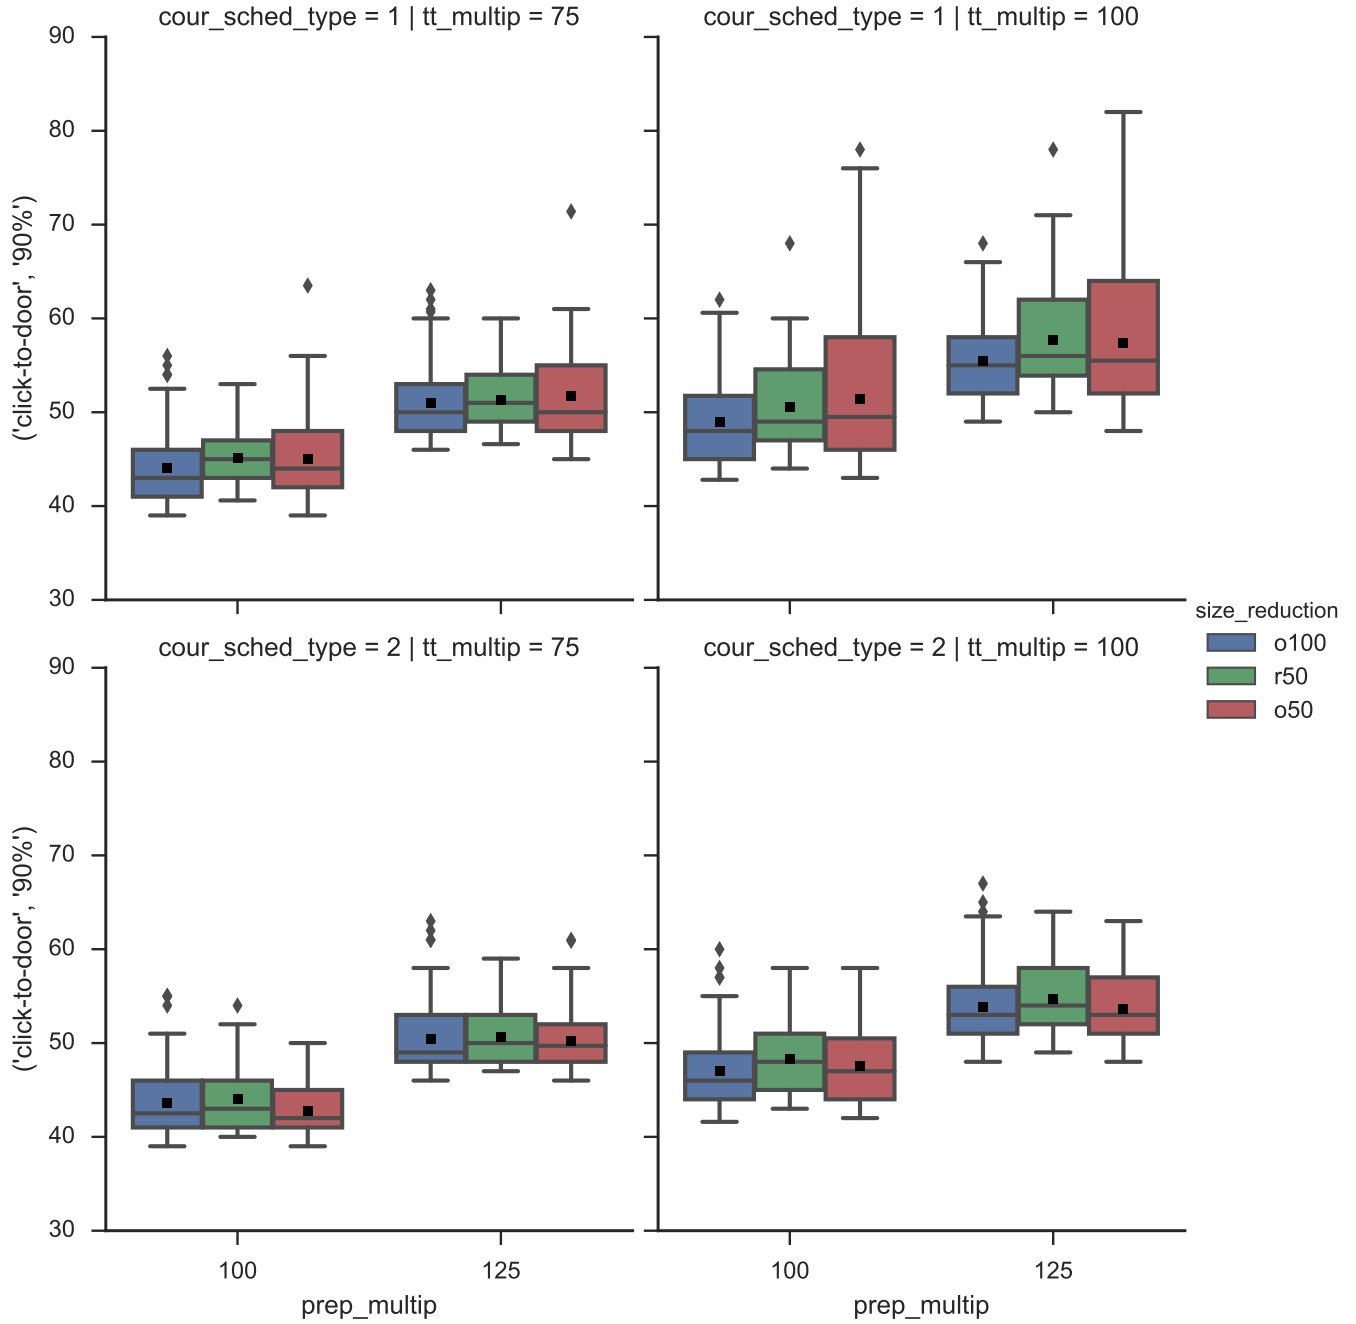 cour_sched_type = 1 | tt_multip = 75
cour_sched_type = 1 | tt_multip = 100
90
80
70
60
50
40
30
('click-to-door', '90%')
size_reduction
o100
r50
o50
cour_sched_type = 2 | tt_multip = 75
cour_sched_type = 2 | tt_multip = 100
90
80
70
60
50
40
30
('click-to-door', '90%')
100
125
100
125
prep_multip
prep_multip